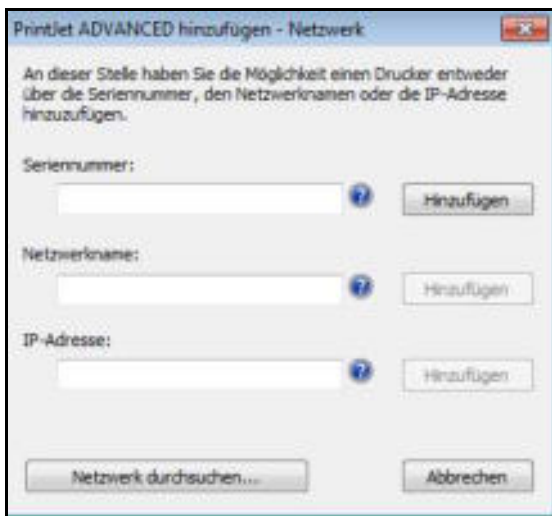 PrintJet ADVANCED hinzufügen - Netzwerk
An dieser Stelle haben Sie die Möglichkeit einen Drucker entweder
über die Seriennummer, den Netzwerknamen oder die IP-Adresse
hinzuzufügen.
Seriennummer:
Hinzufügen
Netzwerkname:
Hinzufügen
IP-Adresse:
Hinzufügen
Netzwerk durchsuchen...
Abbrechen